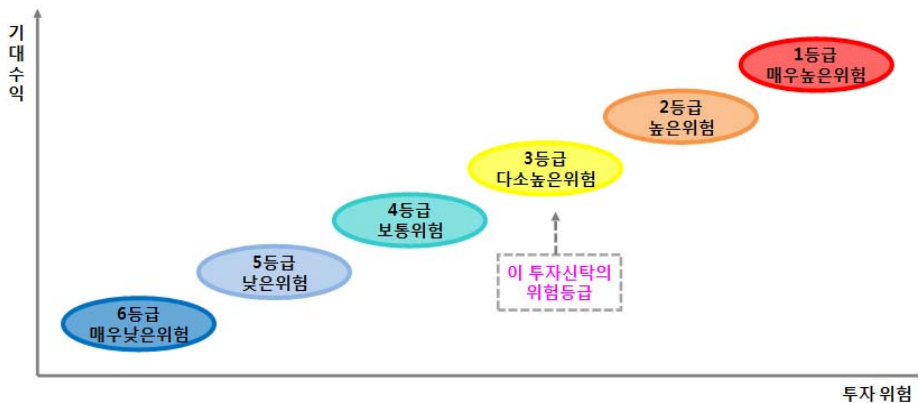 기대수익
1등급
매우높은위험
2등급
높은위험
3등급
다소높은위험
4등급
보통위험
이 투자신탁의
위험등급
5등급
낮은위험
6등급
매우낮은위험
투자 위험